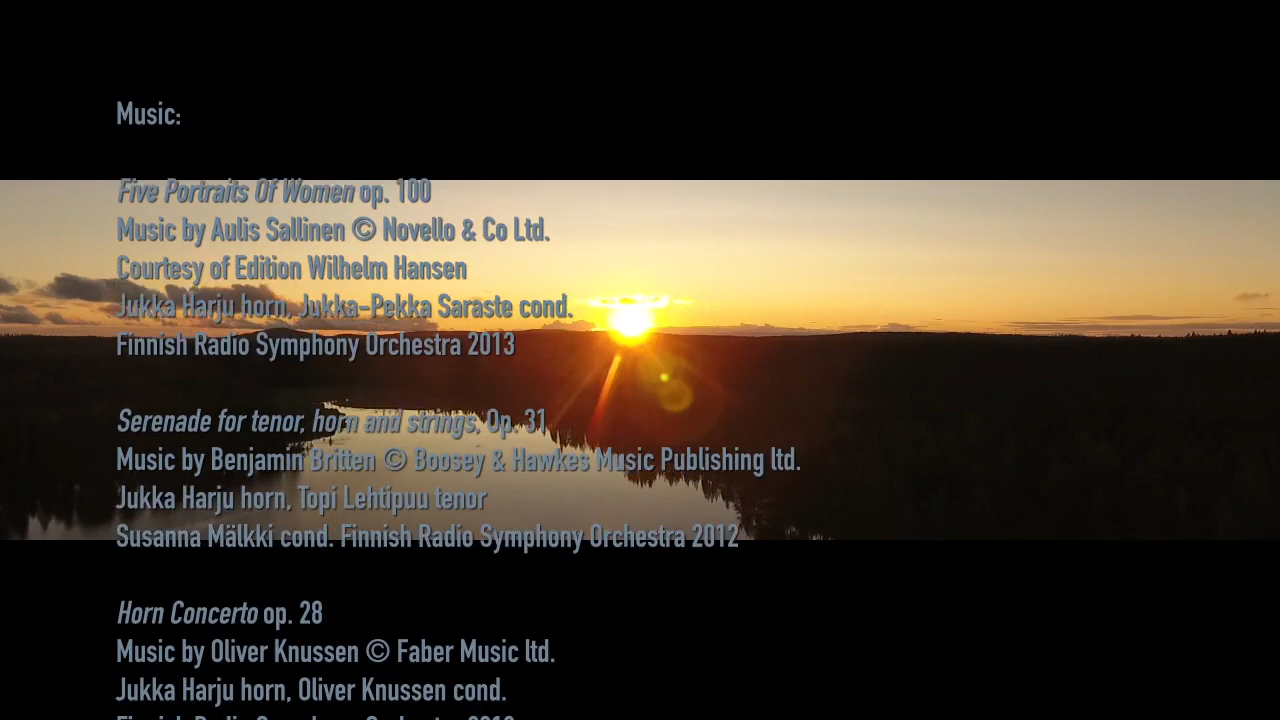 Music:
Five Portraits Of Women op. 100
Music by Aulis Sallinen © Novello & Co Ltd.
Courtesy of Edition Wilhelm Hansen
Jukka Harju horn, Jukka-Pekka Saraste cond.
Finnish Radio Symphony Orchestra 2013
Serenade for tenor, horn and strings, Op. 31
Music by Benjamin Britten © Boosey & Hawkes Music Publishing ltd.
Jukka Harju horn, Topi Lehtipuu tenor
Susanna Mälkki cond. Finnish Radio Symphony Orchestra 2012
Horn Concerto op. 28
Music by Oliver Knussen © Faber Music ltd.
Jukka Harju horn, Oliver Knussen cond.
Finnish Radio Symphony Orchestra